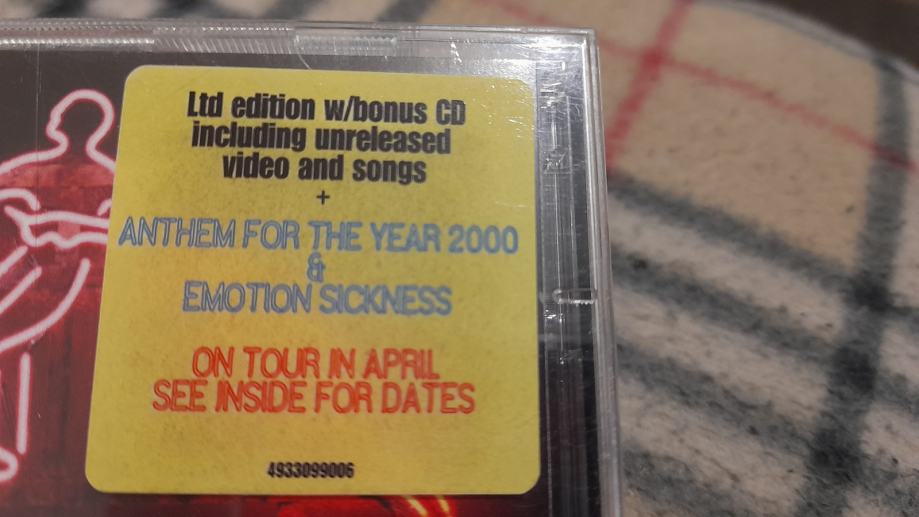 Ltd edition w/bonus CD
including unreleased
video and songs
+
ANTHEM FOR THE YEAR 2000
&
EMOTION SICKNESS
ON TOUR IN APRIL
SEE INSIDE FOR DATES
4933099006